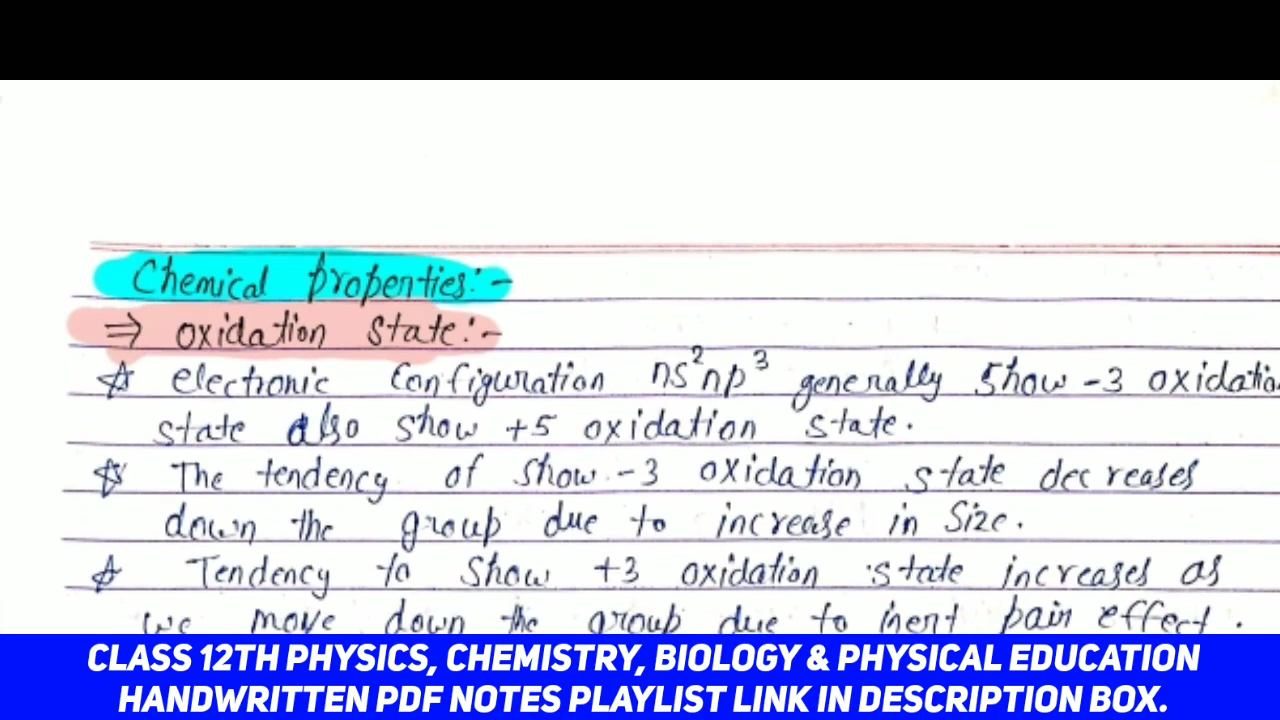 Chemical properties:-
⇒ oxidation state:-
☆ electronic configuration ns²np³ generally show -3 oxidation
state also show +5 oxidation state.
☆ The tendency of show -3 oxidation state decreases
down the group due to increase in size.
☆ Tendency to show +3 oxidation state increases as
we move down the group due to inert pair effect.
CLASS 12TH PHYSICS, CHEMISTRY, BIOLOGY & PHYSICAL EDUCATION
HANDWRITTEN PDF NOTES PLAYLIST LINK IN DESCRIPTION BOX.